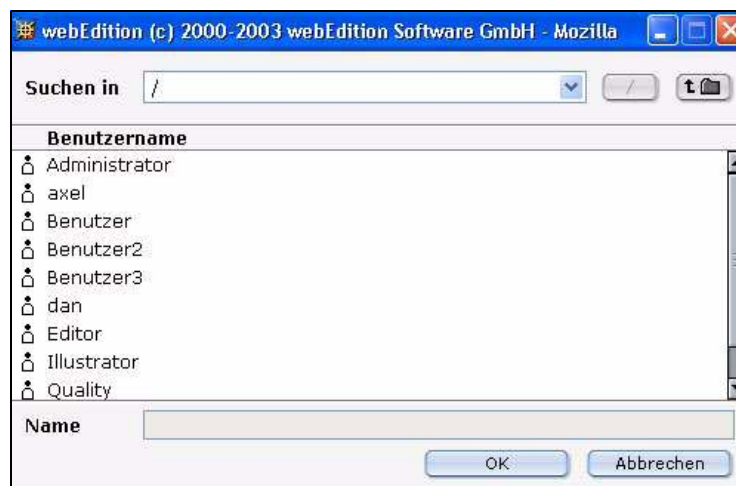 webEdition (c) 2000-2003 webEdition Software GmbH - Mozilla
Suchen in / /
Benutzername
Administrator
axel
Benutzer
Benutzer2
Benutzer3
dan
Editor
Illustrator
Quality
Name
OK Abbrechen